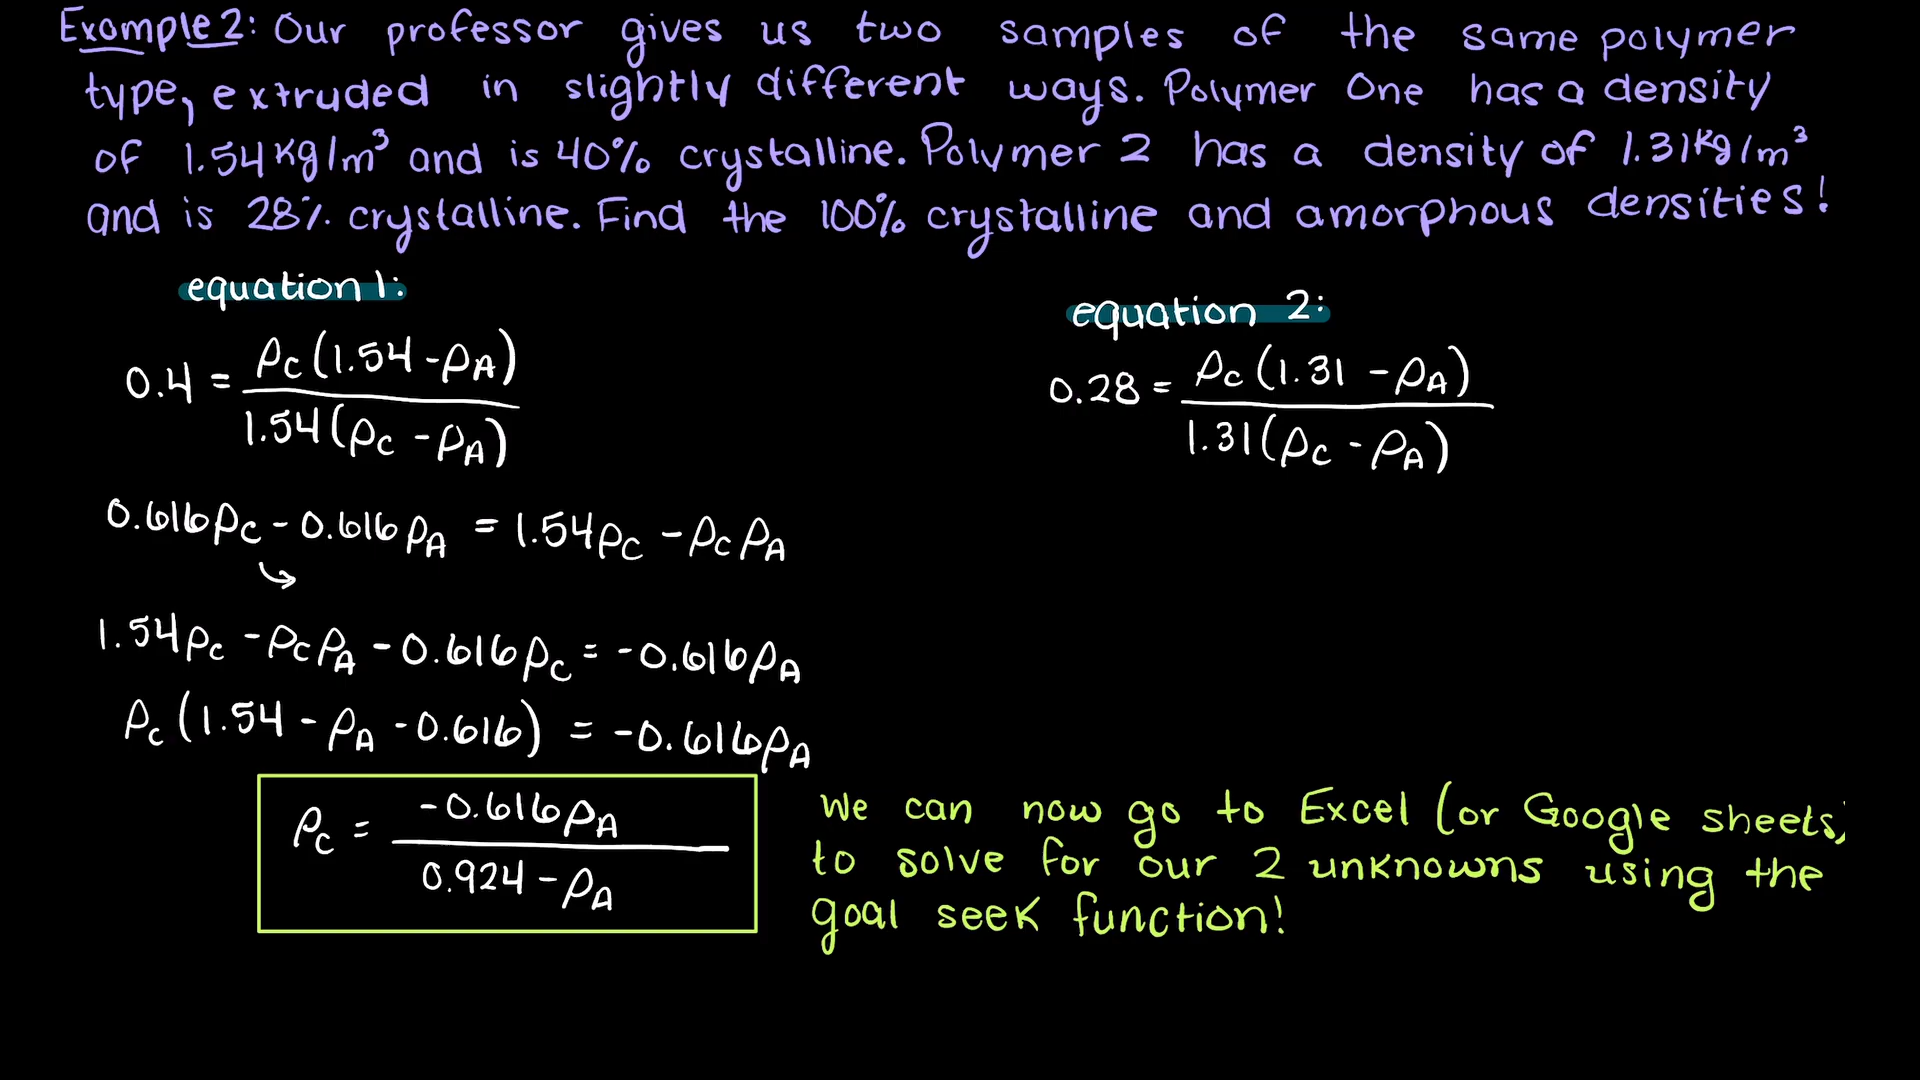 Example 2: Our professor gives us two samples of the same polymer
type, extruded in slightly different ways. Polymer One has a density
of 1.54 kg/m³ and is 40% crystalline. Polymer 2 has a density of 1.31 kg/m³
and is 28% crystalline. Find the 100% crystalline and amorphous densities!
equation 1:
0.4 = ρC(1.54 - ρA) / 1.54(ρC - ρA)
equation 2:
0.28 = ρC(1.31 - ρA) / 1.31(ρC - ρA)
0.616ρC - 0.616ρA = 1.54ρC - ρCρA
1.54ρC - ρCρA - 0.616ρC = -0.616ρA
ρC(1.54 - ρA - 0.616) = -0.616ρA
ρC = -0.616ρA / 0.924 - ρA
We can now go to Excel (or Google sheets)
to solve for our 2 unknowns using the
goal seek function!